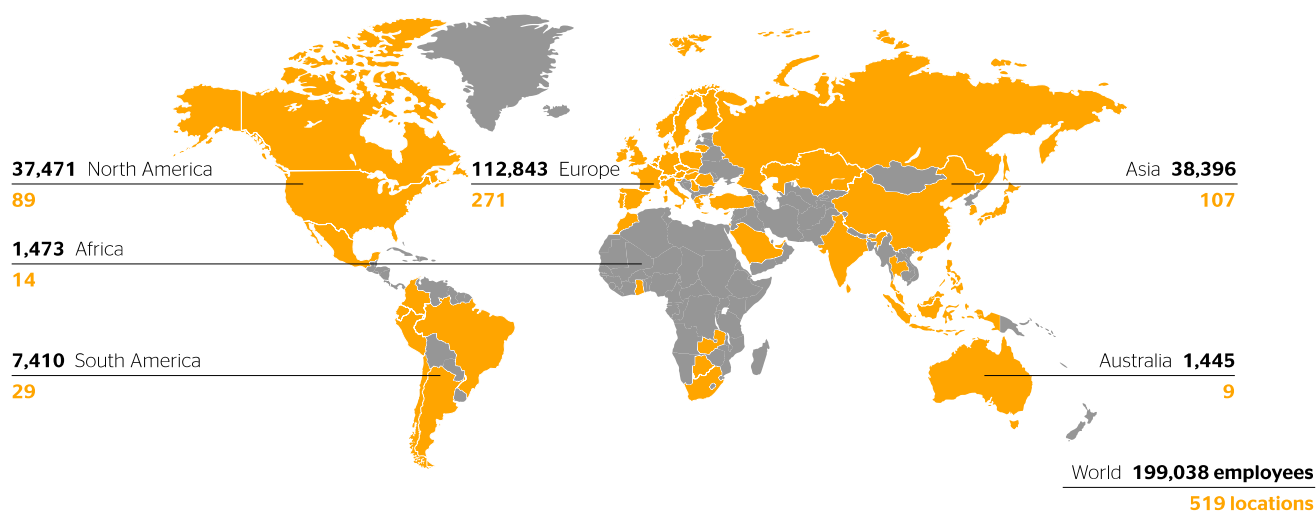 37,471 North America
89
112,843 Europe
271
Asia 38,396
107
1,473 Africa
14
7,410 South America
29
Australia 1,445
9
World 199,038 employees
519 locations